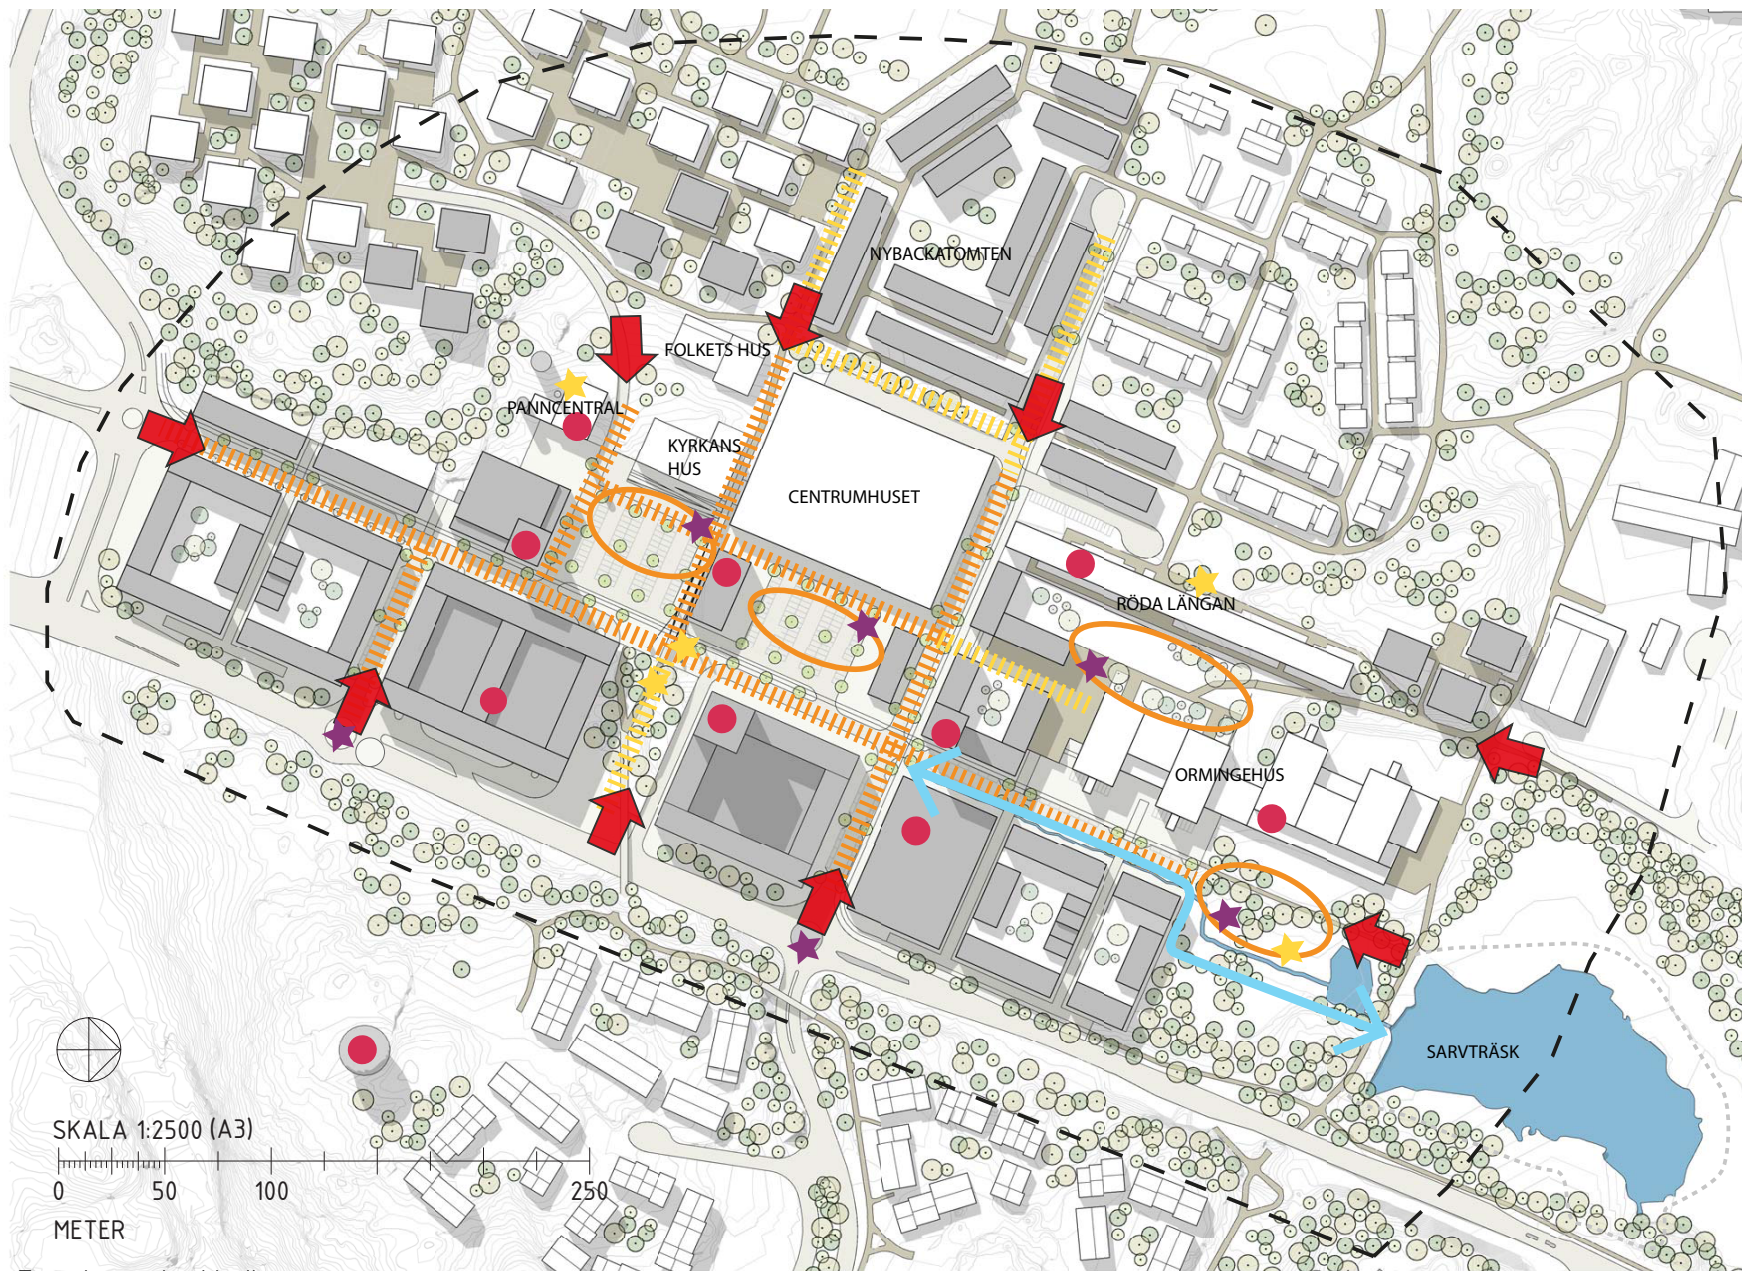 NYBACKATOMTEN
FOLKETS HUS
PANNCENTRAL
KYRKANS
HUS
CENTRUMHUSET
RÖDA LÄNGAN
ORMINGEHUS
SARVTRÄSK
SKALA 1:2500 (A3)
0 50 100 250
METER